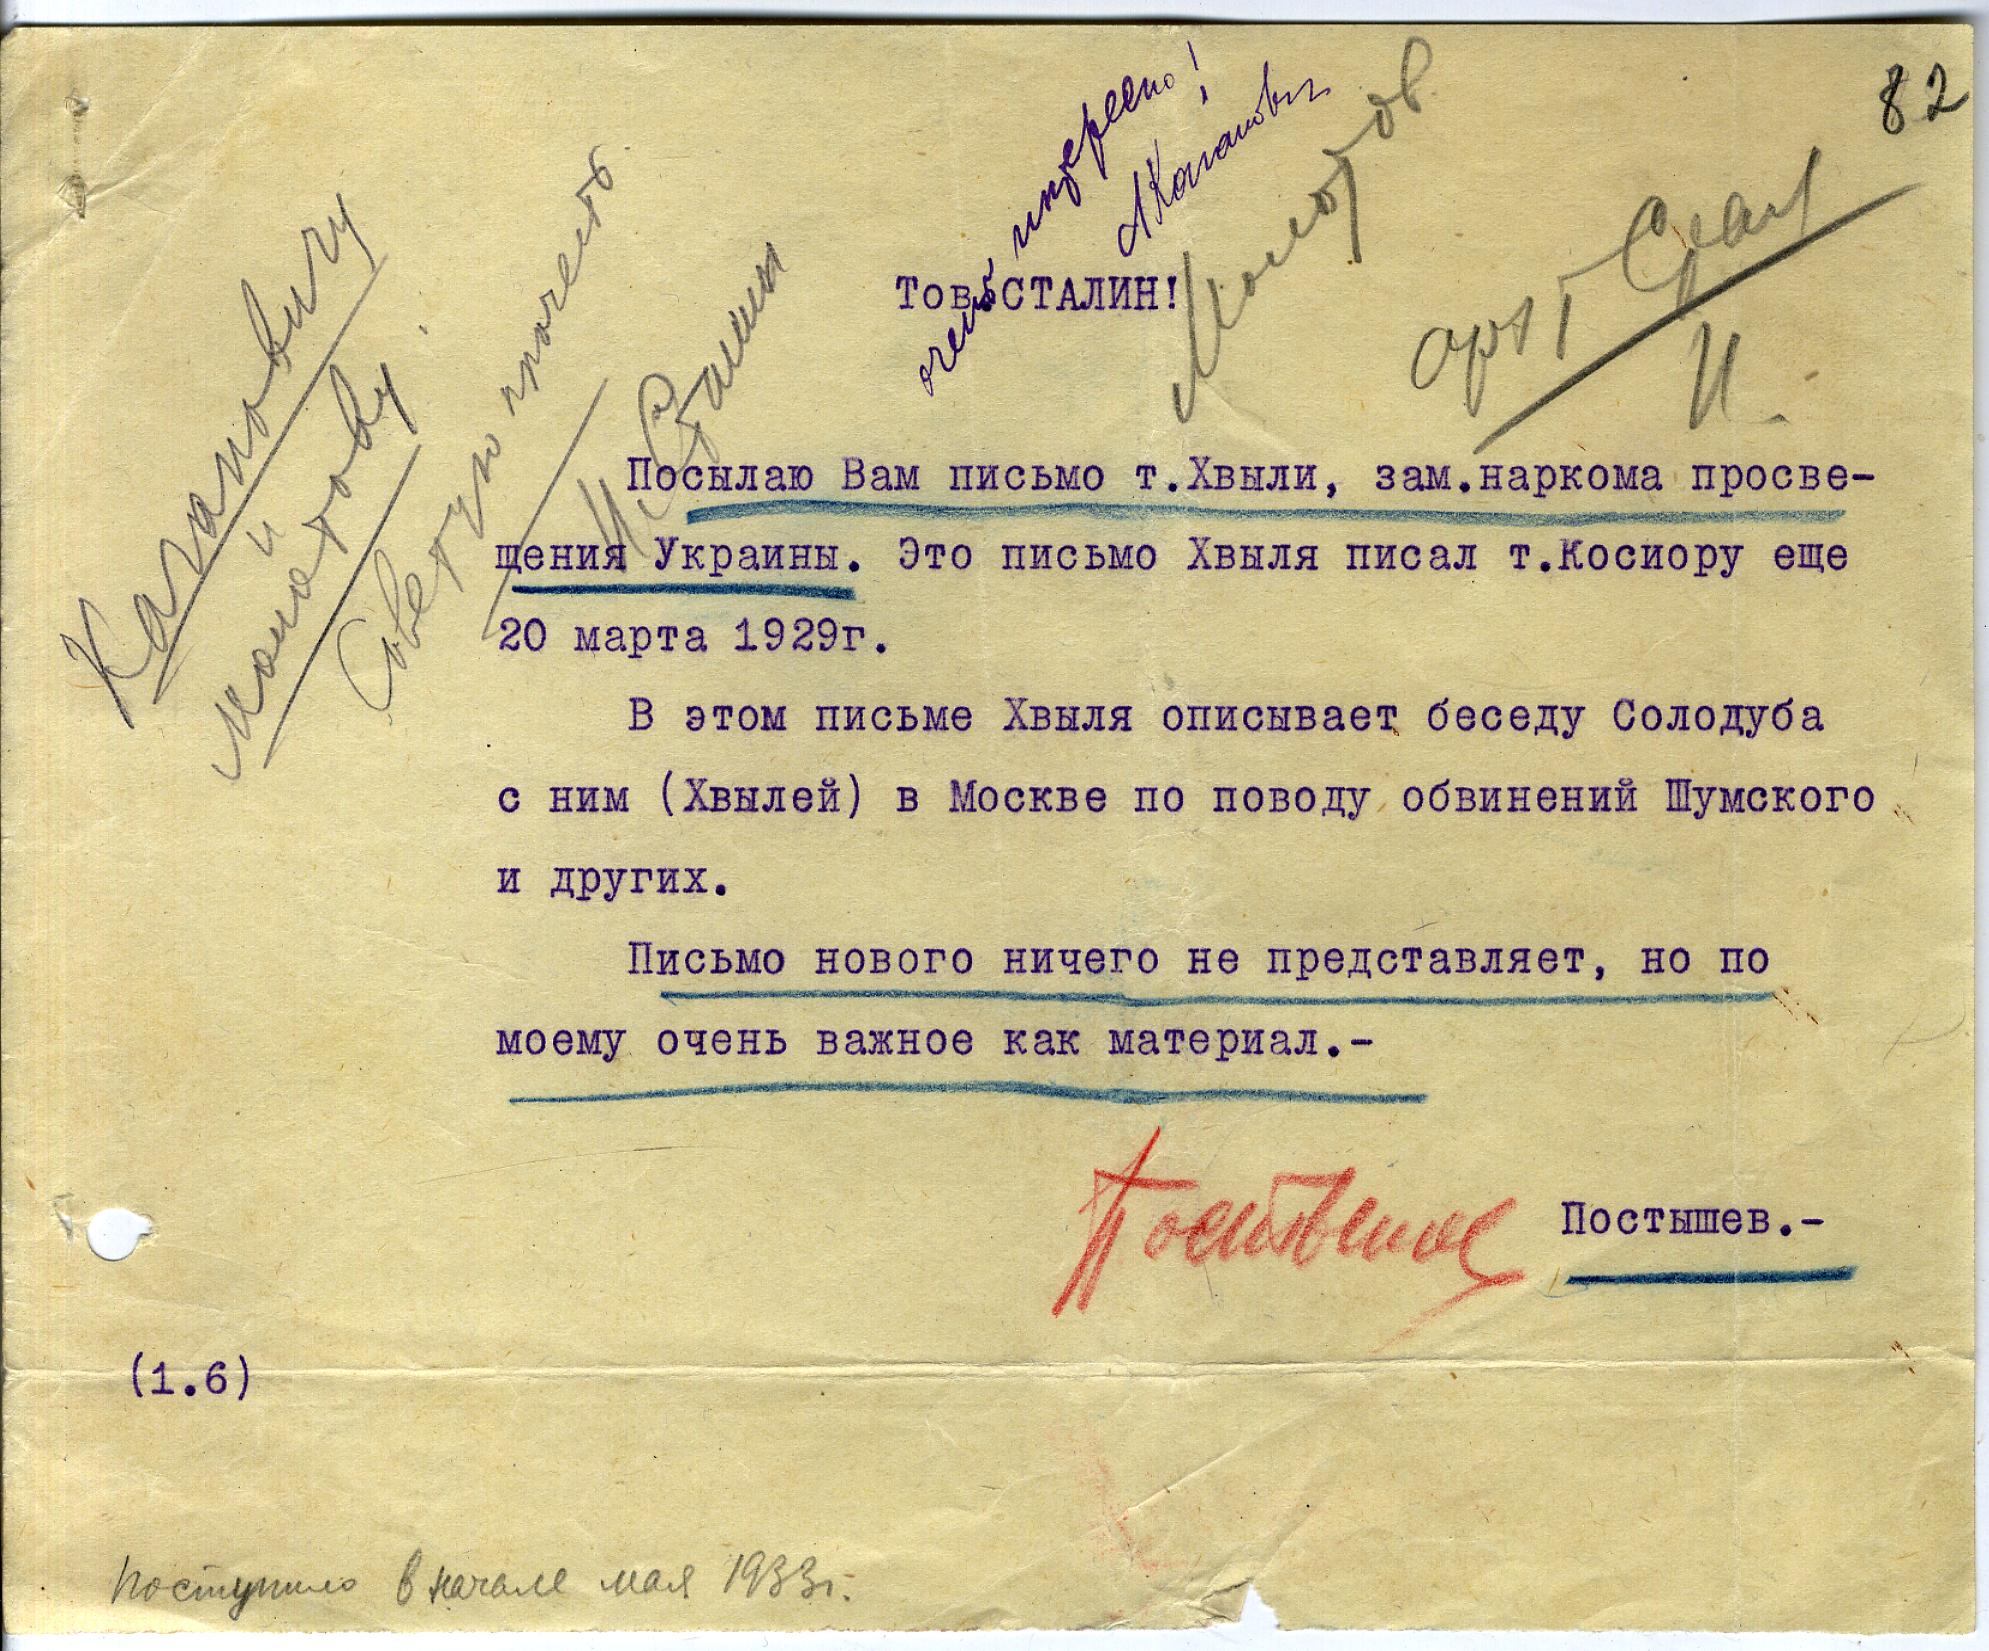 82
Кагановичу
и
Молотову.
Советую прочесть.
И. Сталин
очень интересно!
Л Каганович
Молотов
арх
И.
Тов. СТАЛИН!
Посылаю Вам письмо т.Хвыли, зам.наркома просве-
щения Украины. Это письмо Хвыля писал т.Косиору еще
20 марта 1929г.
В этом письме Хвыля описывает беседу Солодуба
с ним (Хвылей) в Москве по поводу обвинений Шумского
и других.
Письмо нового ничего не представляет, но по
моему очень важное как материал.-
Постышев
Постышев.-
(1.6)
поступило в начале мая 1933г.